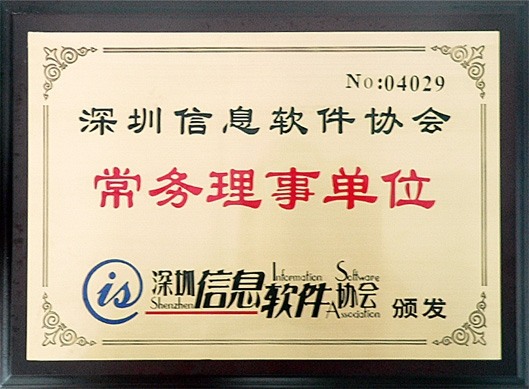 No:04029
深圳信息软件协会
常务理事单位
is 深圳信息软件协会 颁发
Shenzhen Information Software Association